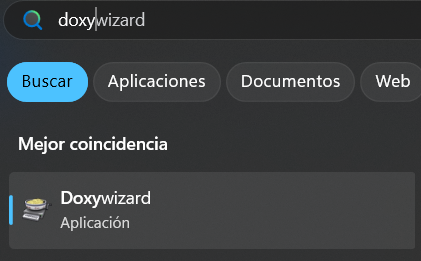 doxywizard
Buscar Aplicaciones Documentos Web
Mejor coincidencia
Doxywizard
Aplicación